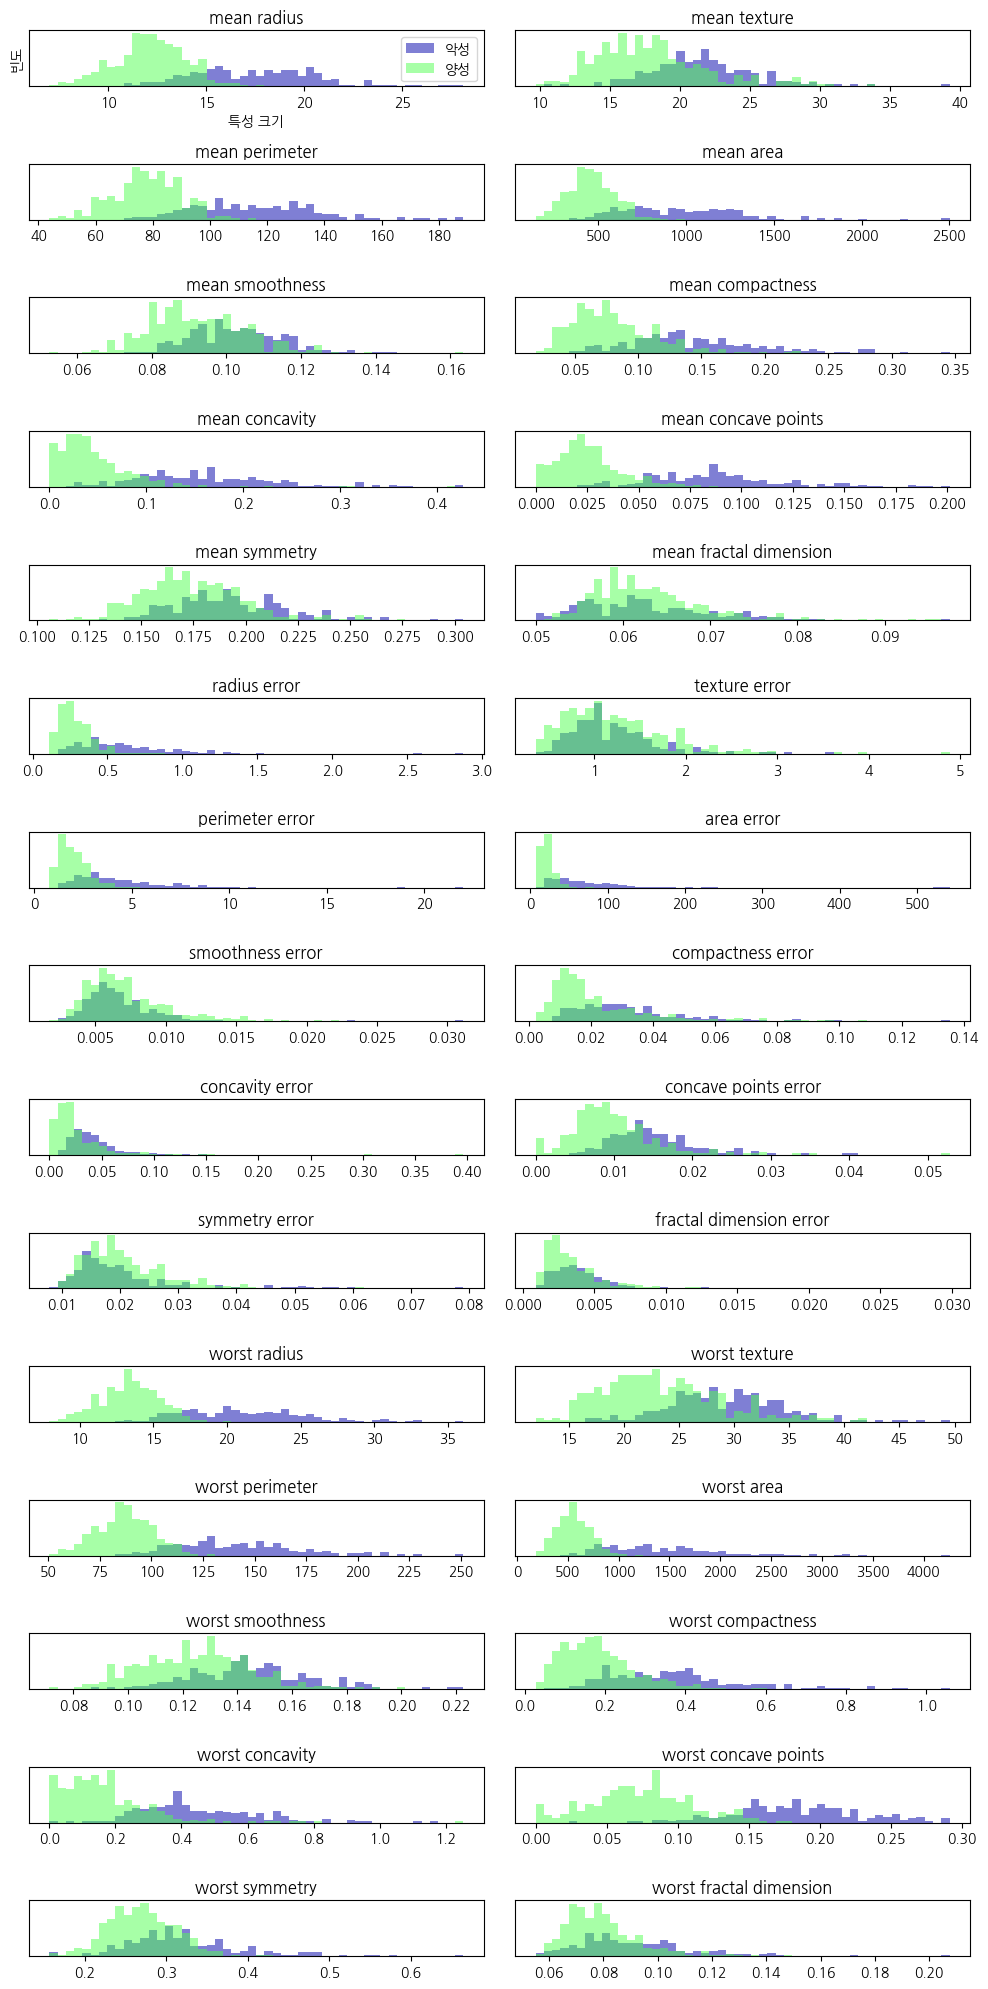 mean radius
빈도
악성
양성
10 15 20 25
특성 크기
mean texture
10 15 20 25 30 35 40
mean perimeter
40 60 80 100 120 140 160 180
mean area
500 1000 1500 2000 2500
mean smoothness
0.06 0.08 0.10 0.12 0.14 0.16
mean compactness
0.05 0.10 0.15 0.20 0.25 0.30 0.35
mean concavity
0.0 0.1 0.2 0.3 0.4
mean concave points
0.000 0.025 0.050 0.075 0.100 0.125 0.150 0.175 0.200
mean symmetry
0.100 0.125 0.150 0.175 0.200 0.225 0.250 0.275 0.300
mean fractal dimension
0.05 0.06 0.07 0.08 0.09
radius error
0.0 0.5 1.0 1.5 2.0 2.5 3.0
texture error
1 2 3 4 5
perimeter error
0 5 10 15 20
area error
0 100 200 300 400 500
smoothness error
0.005 0.010 0.015 0.020 0.025 0.030
compactness error
0.00 0.02 0.04 0.06 0.08 0.10 0.12 0.14
concavity error
0.00 0.05 0.10 0.15 0.20 0.25 0.30 0.35 0.40
concave points error
0.00 0.01 0.02 0.03 0.04 0.05
symmetry error
0.01 0.02 0.03 0.04 0.05 0.06 0.07 0.08
fractal dimension error
0.000 0.005 0.010 0.015 0.020 0.025 0.030
worst radius
10 15 20 25 30 35
worst texture
15 20 25 30 35 40 45 50
worst perimeter
50 75 100 125 150 175 200 225 250
worst area
0 500 1000 1500 2000 2500 3000 3500 4000
worst smoothness
0.08 0.10 0.12 0.14 0.16 0.18 0.20 0.22
worst compactness
0.0 0.2 0.4 0.6 0.8 1.0
worst concavity
0.0 0.2 0.4 0.6 0.8 1.0 1.2
worst concave points
0.00 0.05 0.10 0.15 0.20 0.25 0.30
worst symmetry
0.2 0.3 0.4 0.5 0.6
worst fractal dimension
0.06 0.08 0.10 0.12 0.14 0.16 0.18 0.20